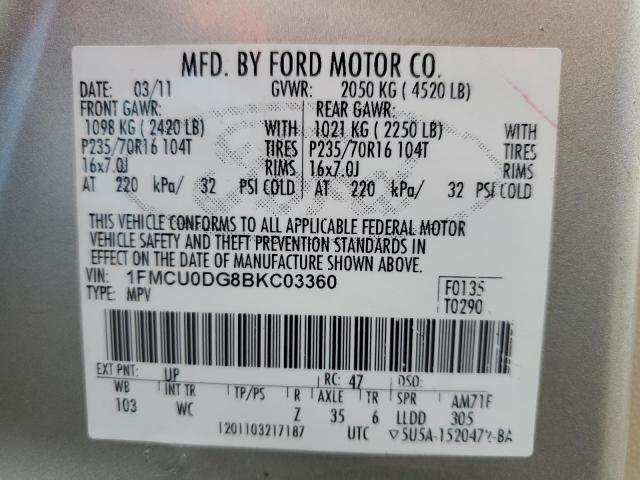 MFD. BY FORD MOTOR CO.
DATE: 03/11 GVWR: 2050 KG ( 4520 LB)
FRONT GAWR: REAR GAWR:
1098 KG ( 2420 LB) WITH 1021 KG ( 2250 LB) WITH
P235/70R16 104T TIRES P235/70R16 104T TIRES
16x7.0J RIMS 16x7.0J RIMS
AT 220 kPa/ 32 PSI COLD AT 220 kPa/ 32 PSI COLD
THIS VEHICLE CONFORMS TO ALL APPLICABLE FEDERAL MOTOR
VEHICLE SAFETY AND THEFT PREVENTION STANDARDS IN
EFFECT ON THE DATE OF MANUFACTURE SHOWN ABOVE.
VIN: 1FMCU0DG8BKC03360 F0135
TYPE: MPV T0290
EXT PNT: UP RC: 47 DSO:
WB INT TR TP/PS R AXLE TR SPR AM71F
103 WC Z 35 6 LLDD 305
1201103217187 UTC ▽5U5A-1520472-BA